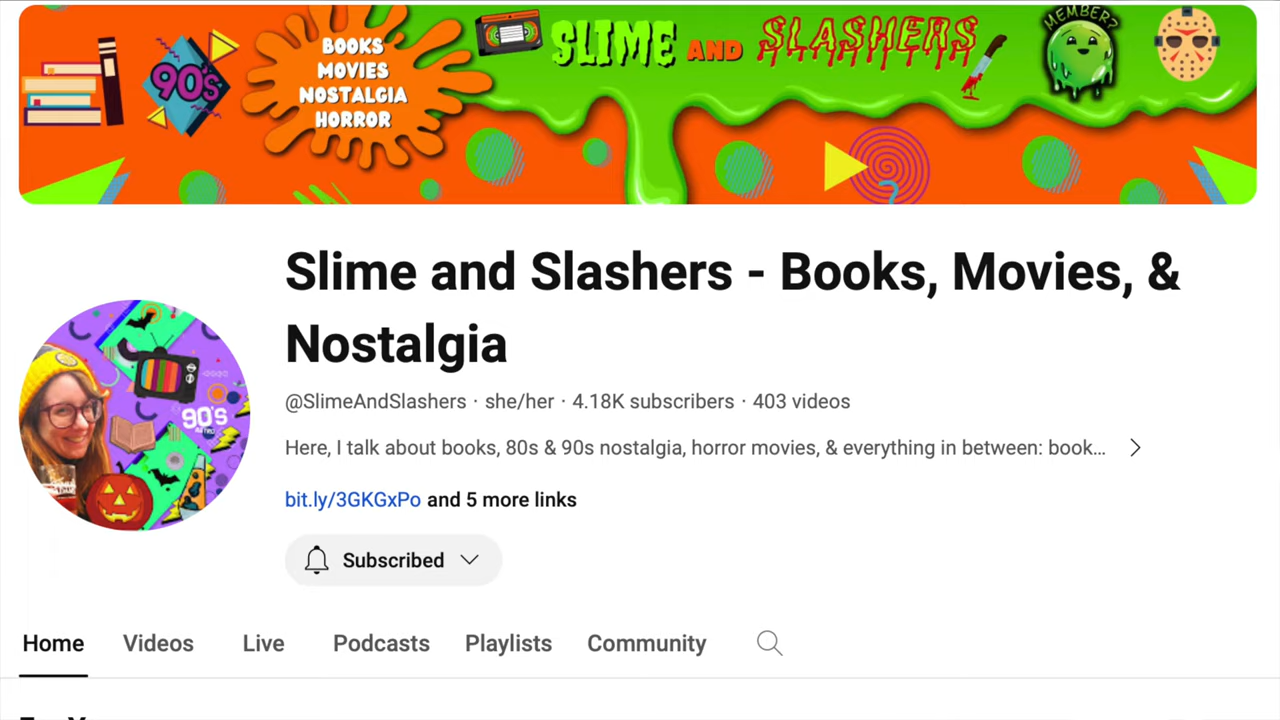 BOOKS
MOVIES
NOSTALGIA
HORROR
90's
SLIME AND SLASHERS
MEMBER?
Slime and Slashers - Books, Movies, &
Nostalgia
@SlimeAndSlashers · she/her · 4.18K subscribers · 403 videos
Here, I talk about books, 80s & 90s nostalgia, horror movies, & everything in between: book...
90'S
bit.ly/3GKGxPo and 5 more links
Subscribed
Home Videos Live Podcasts Playlists Community